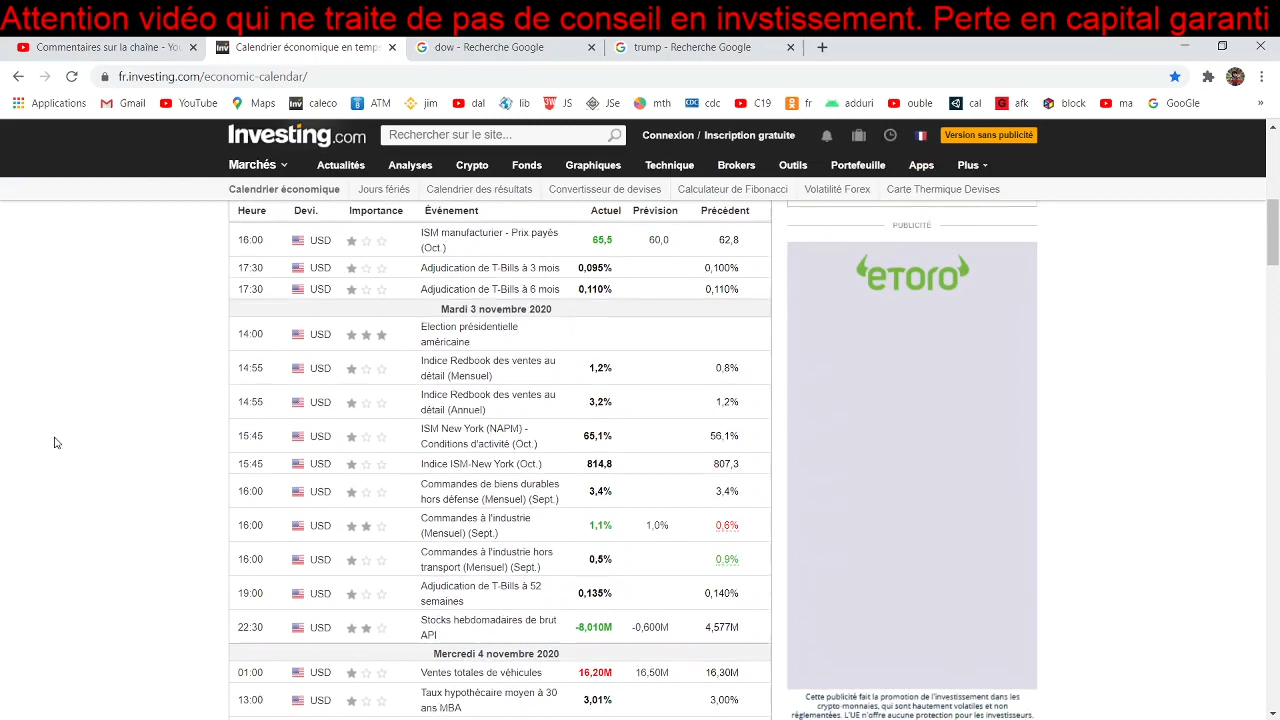 Attention vidéo qui ne traite de pas de conseil en invstissement. Perte en capital garanti
Commentaires sur la chaîne - You
Calendrier économique en temps
dow - Recherche Google
trump - Recherche Google
fr.investing.com/economic-calendar/
Applications Gmail YouTube Maps caleco ATM jim dal lib JS JSe mth cdc C19 fr adduri ouble cal afk block ma GooGle »
Investing.com
Rechercher sur le site...
Connexion / Inscription gratuite
Version sans publicité
Marchés Actualités Analyses Crypto Fonds Graphiques Technique Brokers Outils Portefeuille Apps Plus
Calendrier économique Jours fériés Calendrier des résultats Convertisseur de devises Calculateur de Fibonacci Volatilité Forex Carte Thermique Devises
Heure Devi. Importance Événement Actuel Prévision Précédent
16:00 USD ISM manufacturier - Prix payés (Oct.) 65,5 60,0 62,8
17:30 USD Adjudication de T-Bills à 3 mois 0,095% 0,100%
17:30 USD Adjudication de T-Bills à 6 mois 0,110% 0,110%
Mardi 3 novembre 2020
14:00 USD Election présidentielle américaine
14:55 USD Indice Redbook des ventes au détail (Mensuel) 1,2% 0,8%
14:55 USD Indice Redbook des ventes au détail (Annuel) 3,2% 1,2%
15:45 USD ISM New York (NAPM) - Conditions d'activité (Oct.) 65,1% 56,1%
15:45 USD Indice ISM-New York (Oct.) 814,8 807,3
16:00 USD Commandes de biens durables hors défense (Mensuel) (Sept.) 3,4% 3,4%
16:00 USD Commandes à l'industrie (Mensuel) (Sept.) 1,1% 1,0% 0,6%
16:00 USD Commandes à l'industrie hors transport (Mensuel) (Sept.) 0,5% 0,9%
19:00 USD Adjudication de T-Bills à 52 semaines 0,135% 0,140%
22:30 USD Stocks hebdomadaires de brut API -8,010M -0,600M 4,577M
Mercredi 4 novembre 2020
01:00 USD Ventes totales de véhicules 16,20M 16,50M 16,30M
13:00 USD Taux hypothécaire moyen à 30 ans MBA 3,01% 3,00%
PUBLICITÉ
eToro
Cette publicité fait la promotion de l'investissement dans les
crypto-monnaies, qui sont hautement volatiles et non
réglementées. L'UE n'offre aucune protection pour les investisseurs.